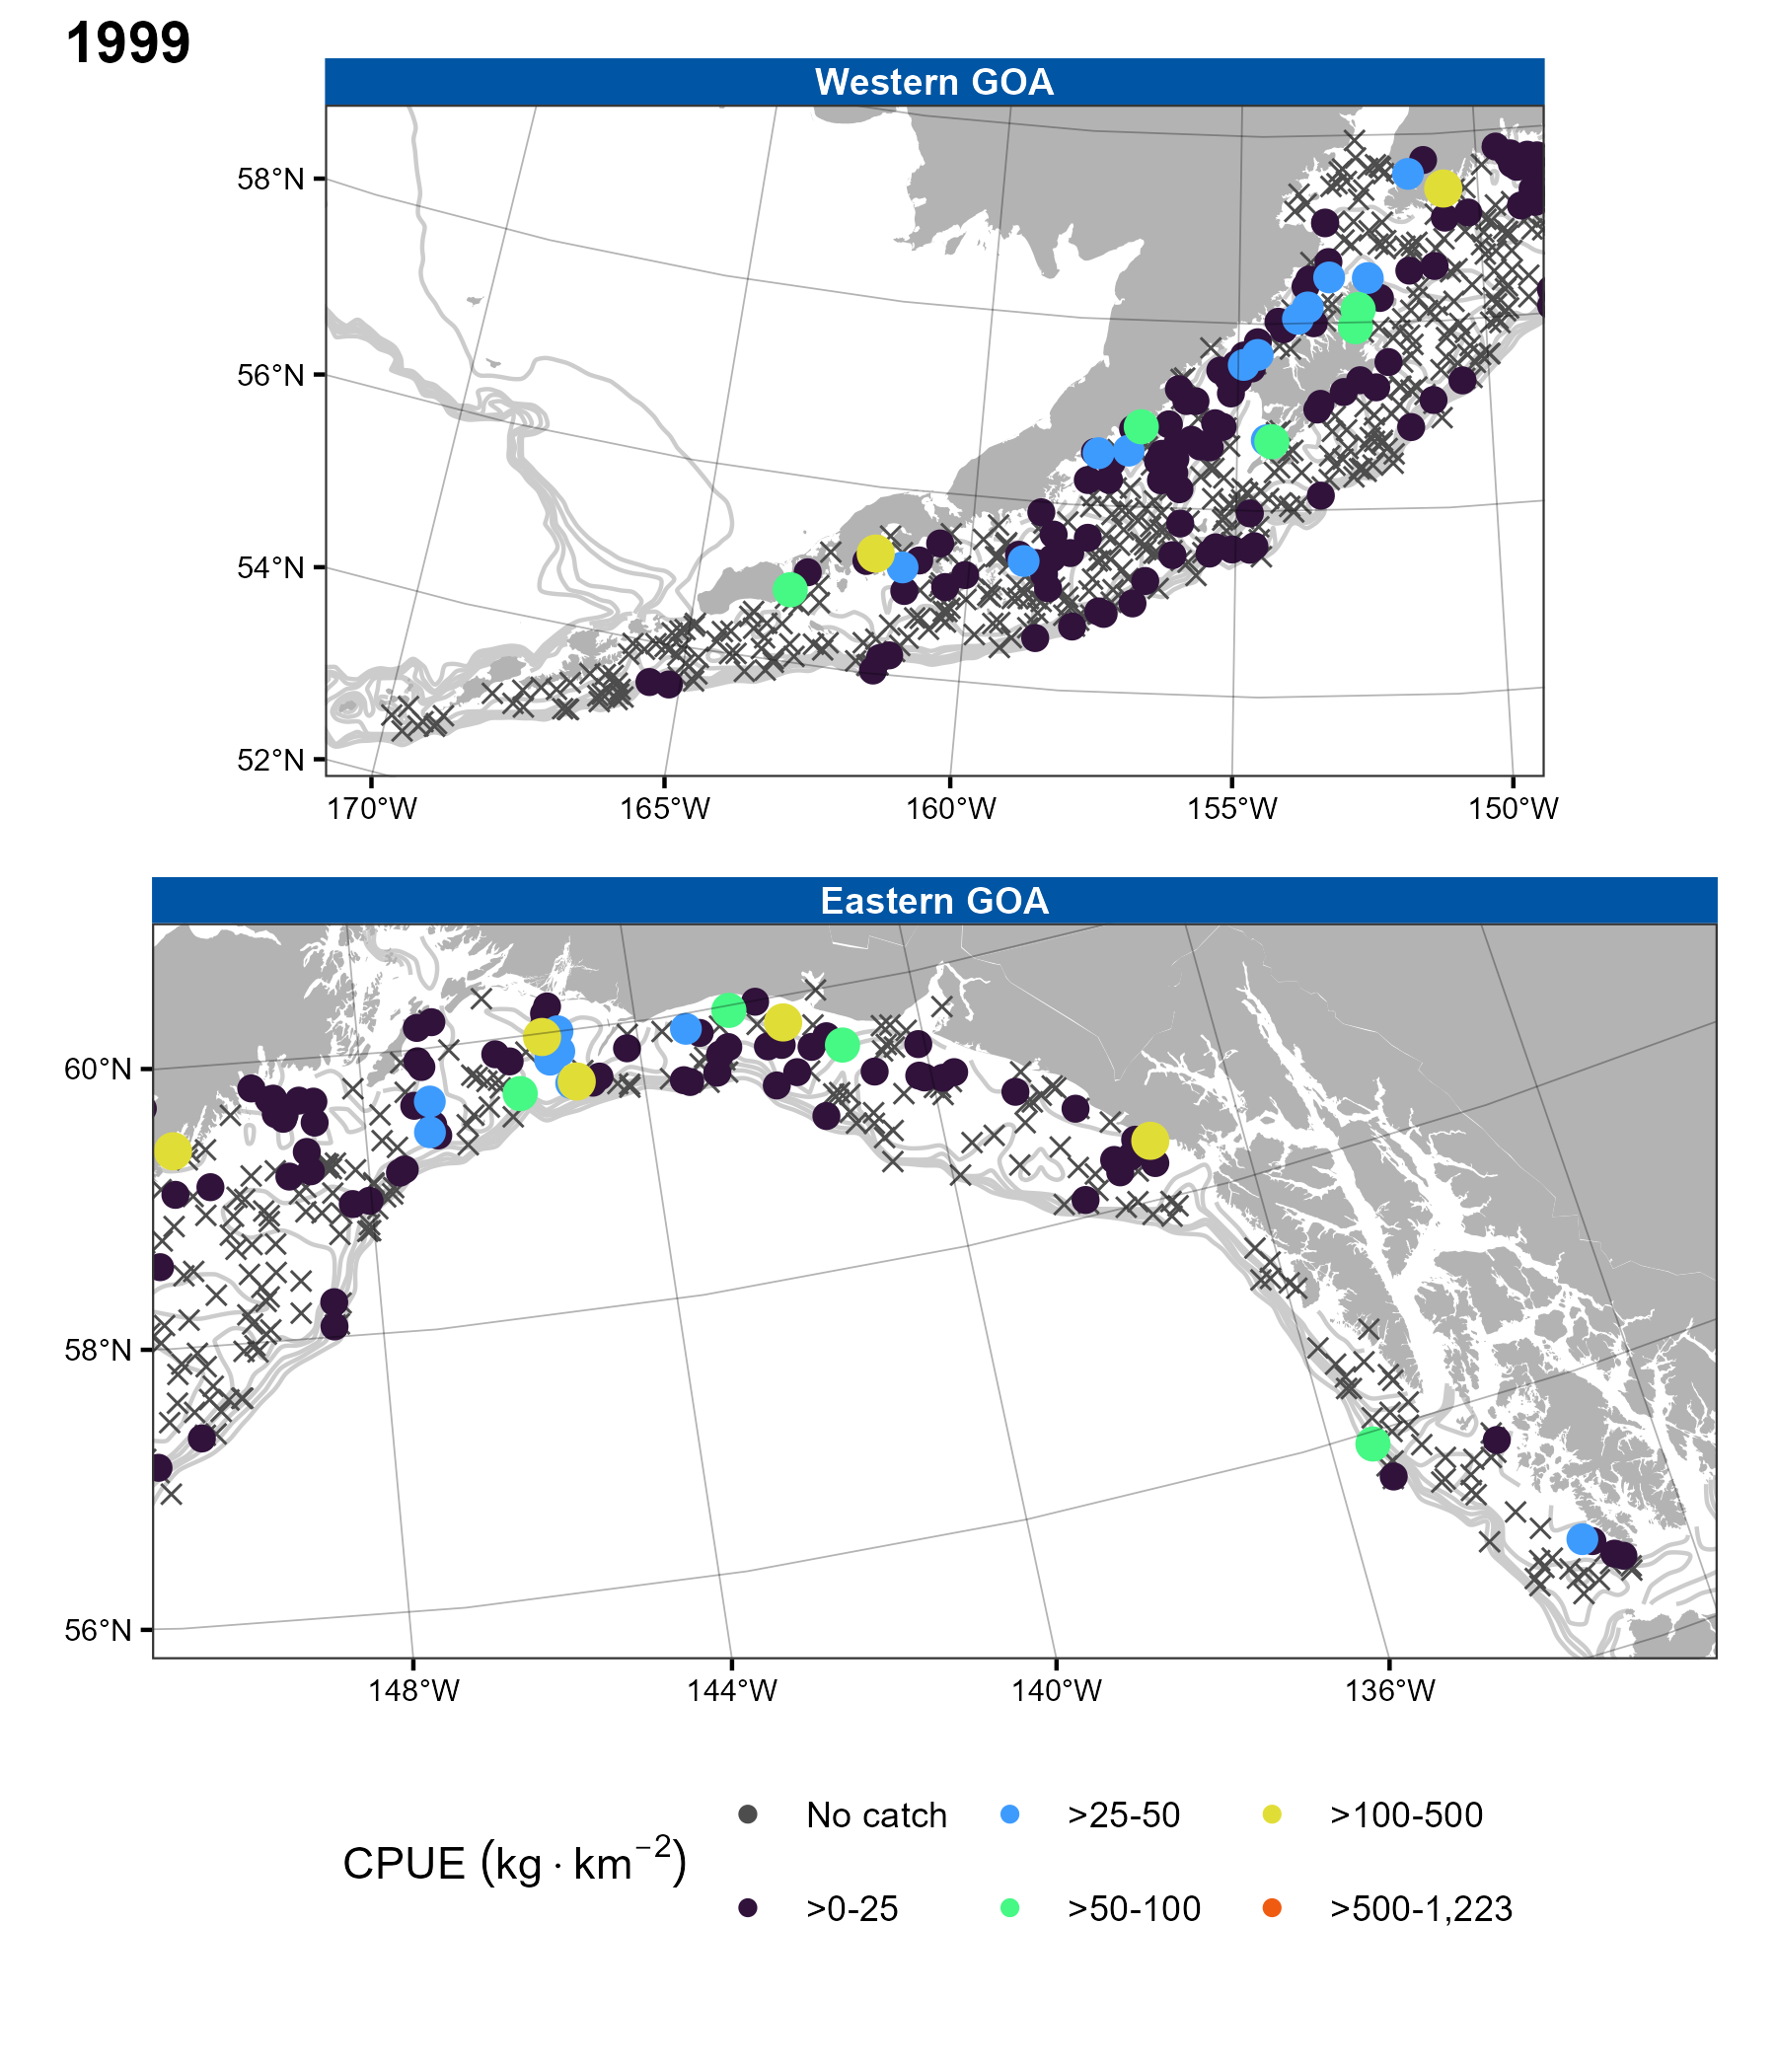 1999
Western GOA
58°N
56°N
54°N
52°N
170°W 165°W 160°W 155°W 150°W
Eastern GOA
60°N
58°N
56°N
148°W 144°W 140°W 136°W
CPUE (kg · km⁻²)
No catch >25-50 >100-500
>0-25 >50-100 >500-1,223